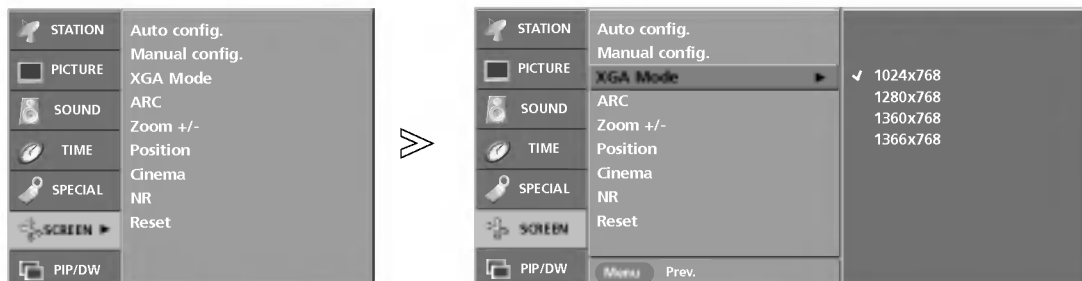 STATION
PICTURE
SOUND
TIME
SPECIAL
SCREEN
PIP/DW
Auto config.
Manual config.
XGA Mode
ARC
Zoom +/-
Position
Cinema
NR
Reset
STATION
PICTURE
SOUND
TIME
SPECIAL
SCREEN
PIP/DW
Auto config.
Manual config.
XGA Mode
ARC
Zoom +/-
Position
Cinema
NR
Reset
Menu Prev.
1024x768
1280x768
1360x768
1366x768